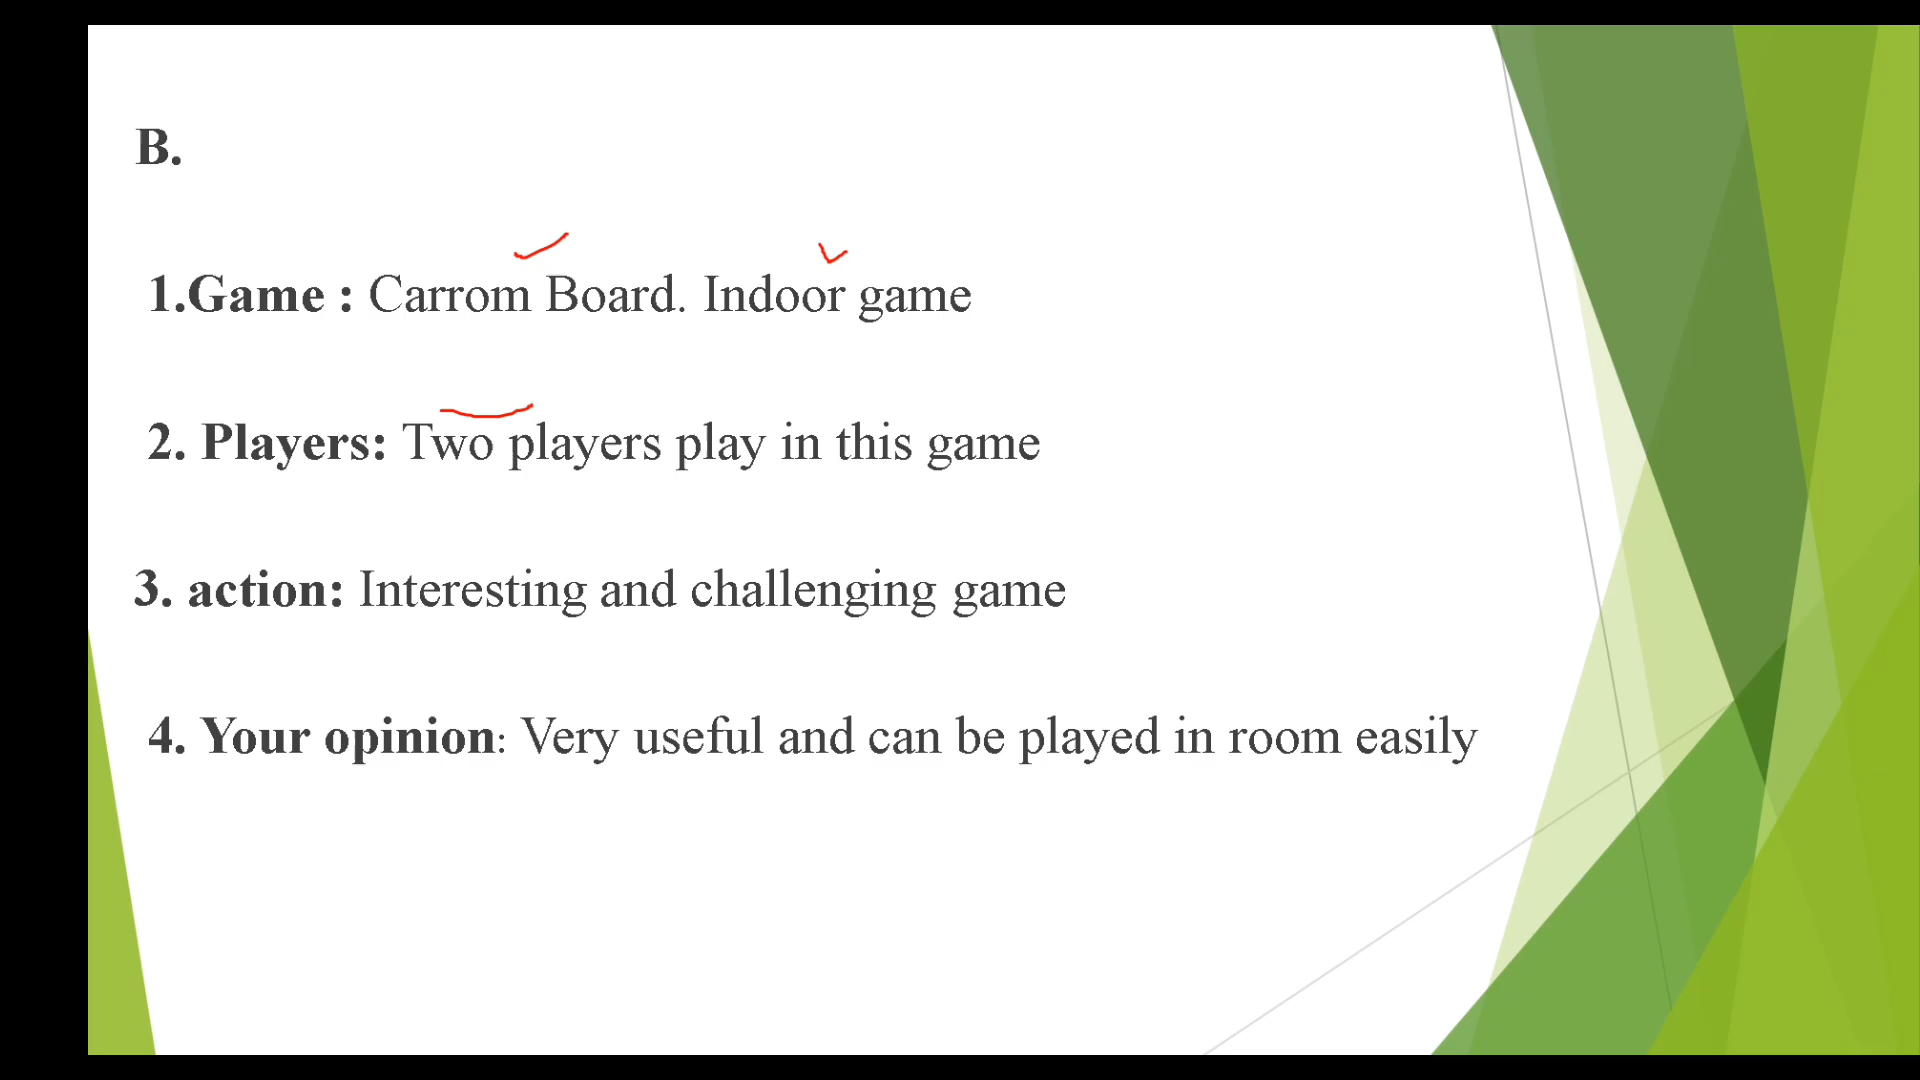 B.
1.Game : Carrom Board. Indoor game
2. Players: Two players play in this game
3. action: Interesting and challenging game
4. Your opinion: Very useful and can be played in room easily